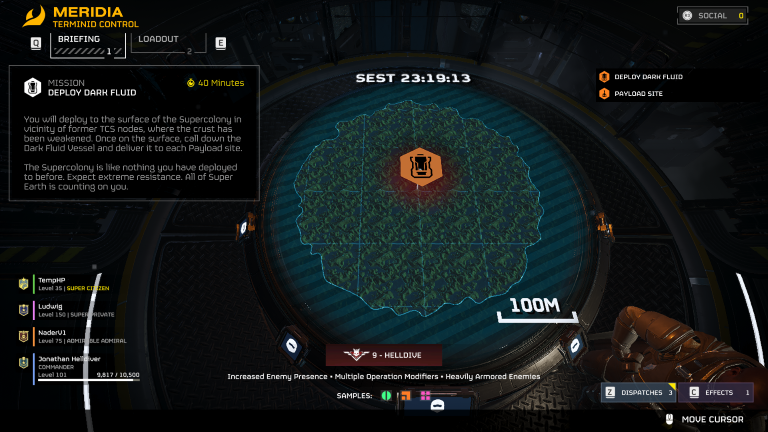 MERIDIA
TERMINID CONTROL
SOCIAL 0
Q BRIEFING 1 LOADOUT 2 E
MISSION
DEPLOY DARK FLUID
40 Minutes
You will deploy to the surface of the Supercolony in
vicinity of former TCS nodes, where the crust has
been weakened. Once on the surface, call down the
Dark Fluid Vessel and deliver it to each Payload site.
The Supercolony is like nothing you have deployed
to before. Expect extreme resistance. All of Super
Earth is counting on you.
SEST 23:19:13
DEPLOY DARK FLUID
PAYLOAD SITE
100M
TempHP
Level 35 | SUPER CITIZEN
Ludwig
Level 150 | SUPER PRIVATE
NaderV1
Level 75 | ADMIRABLE ADMIRAL
Jonathan Helldiver
COMMANDER
Level 101 9,817 / 10,500
9 - HELLDIVE
Increased Enemy Presence • Multiple Operation Modifiers • Heavily Armored Enemies
SAMPLES:
Z DISPATCHES 3
C EFFECTS 1
MOVE CURSOR